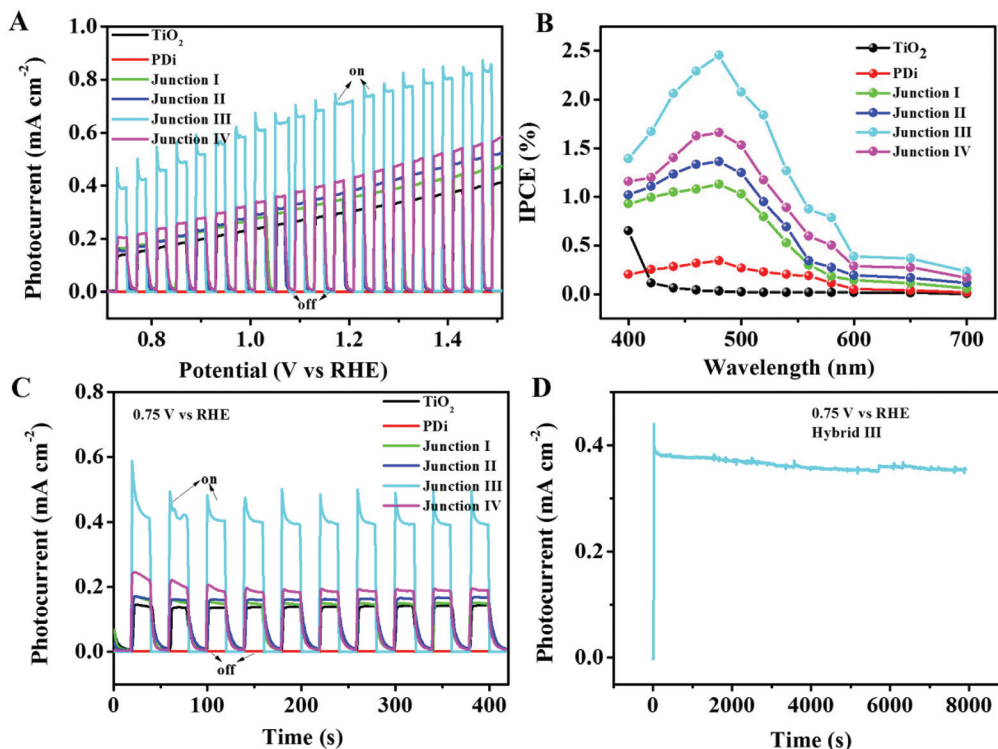 A
Photocurrent (mA cm⁻²)
1.0
0.8
0.6
0.4
0.2
0.0
TiO₂
PDi
Junction I
Junction II
Junction III
Junction IV
on
off
0.8
1.0
1.2
1.4
Potential (V vs RHE)
B
IPCE (%)
2.5
2.0
1.5
1.0
0.5
0.0
TiO₂
PDi
Junction I
Junction II
Junction III
Junction IV
400
500
600
700
Wavelength (nm)
C
Photocurrent (mA cm⁻²)
0.8
0.6
0.4
0.2
0.0
0.75 V vs RHE
TiO₂
PDi
Junction I
Junction II
Junction III
Junction IV
on
off
0
100
200
300
400
Time (s)
D
Photocurrent (mA cm⁻²)
0.4
0.2
0.0
0.75 V vs RHE
Hybrid III
0
2000
4000
6000
8000
Time (s)